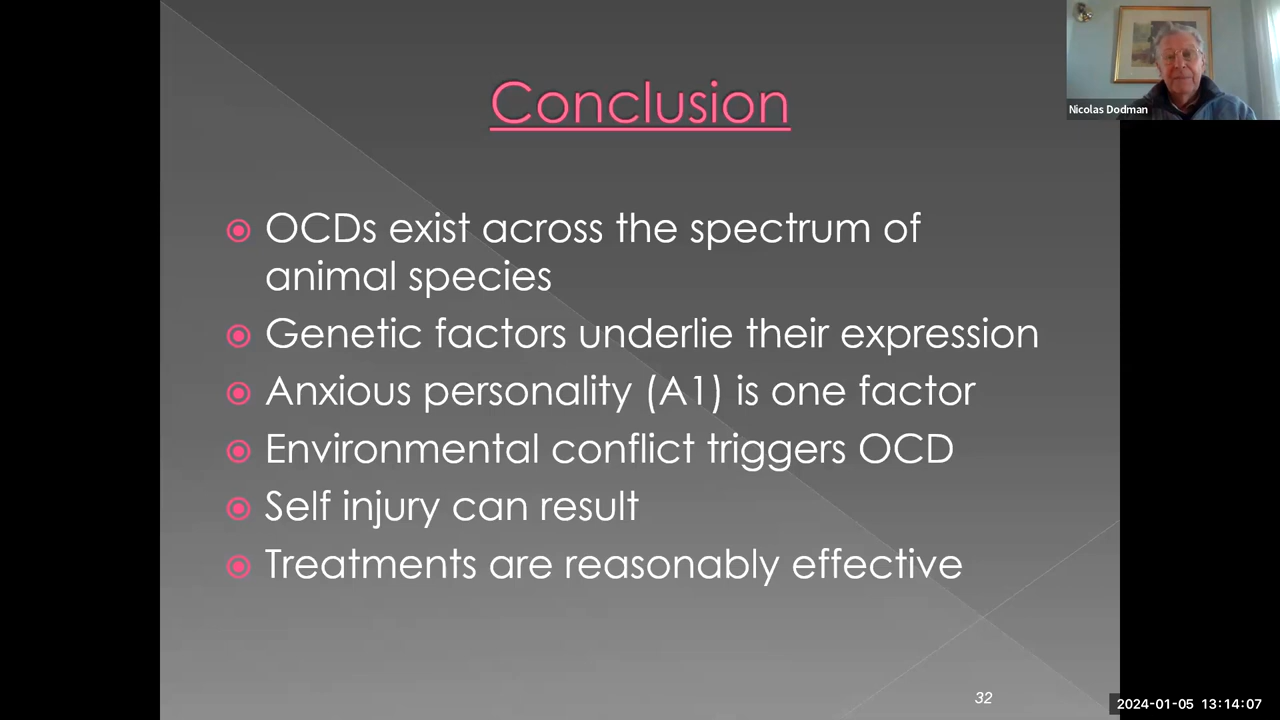 Nicolas Dodman
Conclusion
OCDs exist across the spectrum of
animal species
Genetic factors underlie their expression
Anxious personality (A1) is one factor
Environmental conflict triggers OCD
Self injury can result
Treatments are reasonably effective
32
2024-01-05 13:14:07